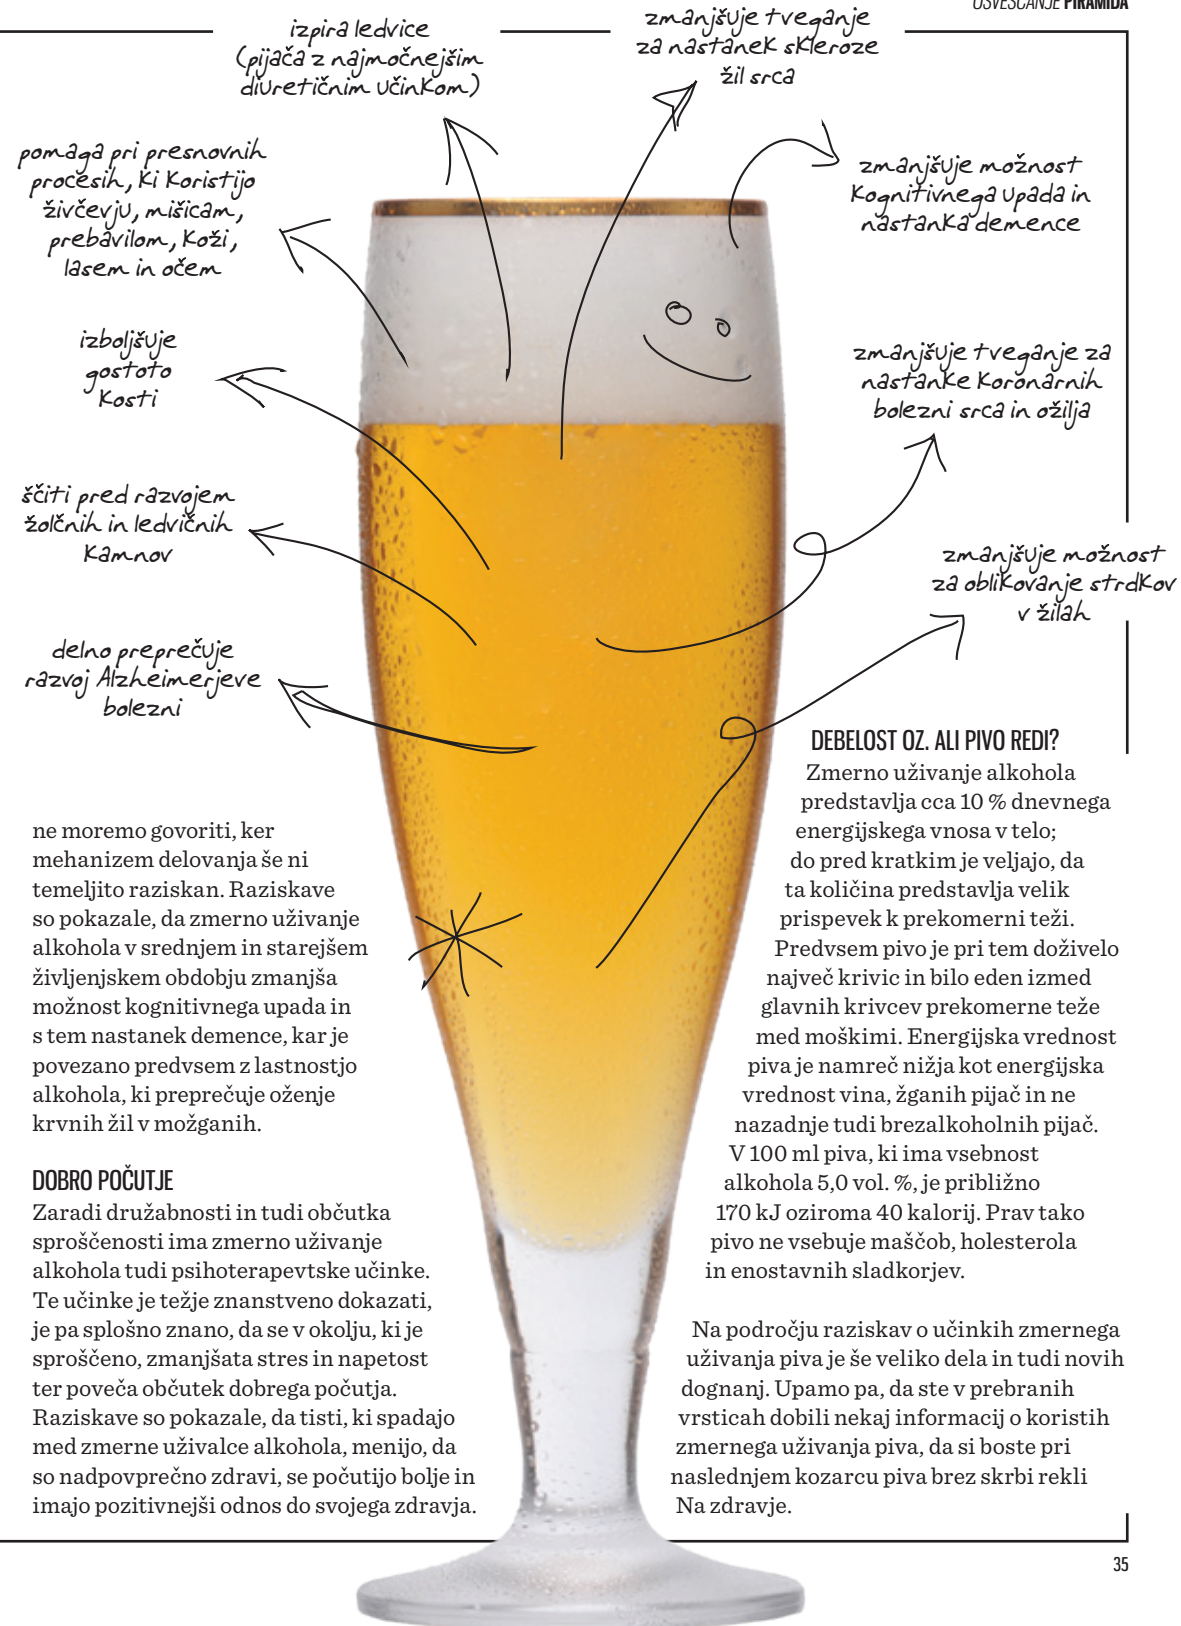 OSVEŠČANJE PIRAMIDA
izpira ledvice
(pijača z najmočnejšim
diuretičnim učinkom)
zmanjšuje tveganje
za nastanek skleroze
žil srca
pomaga pri presnovnih
procesih, ki koristijo
živčevju, mišicam,
prebavilom, koži,
lasem in očem
zmanjšuje možnost
kognitivnega upada in
nastanka demence
izboljšuje
gostoto
kosti
zmanjšuje tveganje za
nastanke koronarnih
bolezni srca in ožilja
ščiti pred razvojem
žolčnih in ledvičnih
kamnov
zmanjšuje možnost
za oblikovanje strdkov
v žilah
delno preprečuje
razvoj Alzheimerjeve
bolezni
ne moremo govoriti, ker
mehanizem delovanja še ni
temeljito raziskan. Raziskave
so pokazale, da zmerno uživanje
alkohola v srednjem in starejšem
življenjskem obdobju zmanjša
možnost kognitivnega upada in
s tem nastanek demence, kar je
povezano predvsem z lastnostjo
alkohola, ki preprečuje oženje
krvnih žil v možganih.
DOBRO POČUTJE
Zaradi družabnosti in tudi občutka
sproščenosti ima zmerno uživanje
alkohola tudi psihoterapevtske učinke.
Te učinke je težje znanstveno dokazati,
je pa splošno znano, da se v okolju, ki je
sproščeno, zmanjšata stres in napetost
ter poveča občutek dobrega počutja.
Raziskave so pokazale, da tisti, ki spadajo
med zmerne uživalce alkohola, menijo, da
so nadpovprečno zdravi, se počutijo bolje in
imajo pozitivnejši odnos do svojega zdravja.
DEBELOST OZ. ALI PIVO REDI?
Zmerno uživanje alkohola
predstavlja cca 10 % dnevnega
energijskega vnosa v telo;
do pred kratkim je veljajo, da
ta količina predstavlja velik
prispevek k prekomerni teži.
Predvsem pivo je pri tem doživelo
največ krivic in bilo eden izmed
glavnih krivcev prekomerne teže
med moškimi. Energijska vrednost
piva je namreč nižja kot energijska
vrednost vina, žganih pijač in ne
nazadnje tudi brezalkoholnih pijač.
V 100 ml piva, ki ima vsebnost
alkohola 5,0 vol. %, je približno
170 kJ oziroma 40 kalorij. Prav tako
pivo ne vsebuje maščob, holesterola
in enostavnih sladkorjev.
Na področju raziskav o učinkih zmernega
uživanja piva je še veliko dela in tudi novih
dognanj. Upamo pa, da ste v prebranih
vrsticah dobili nekaj informacij o koristih
zmernega uživanja piva, da si boste pri
naslednjem kozarcu piva brez skrbi rekli
Na zdravje.
35